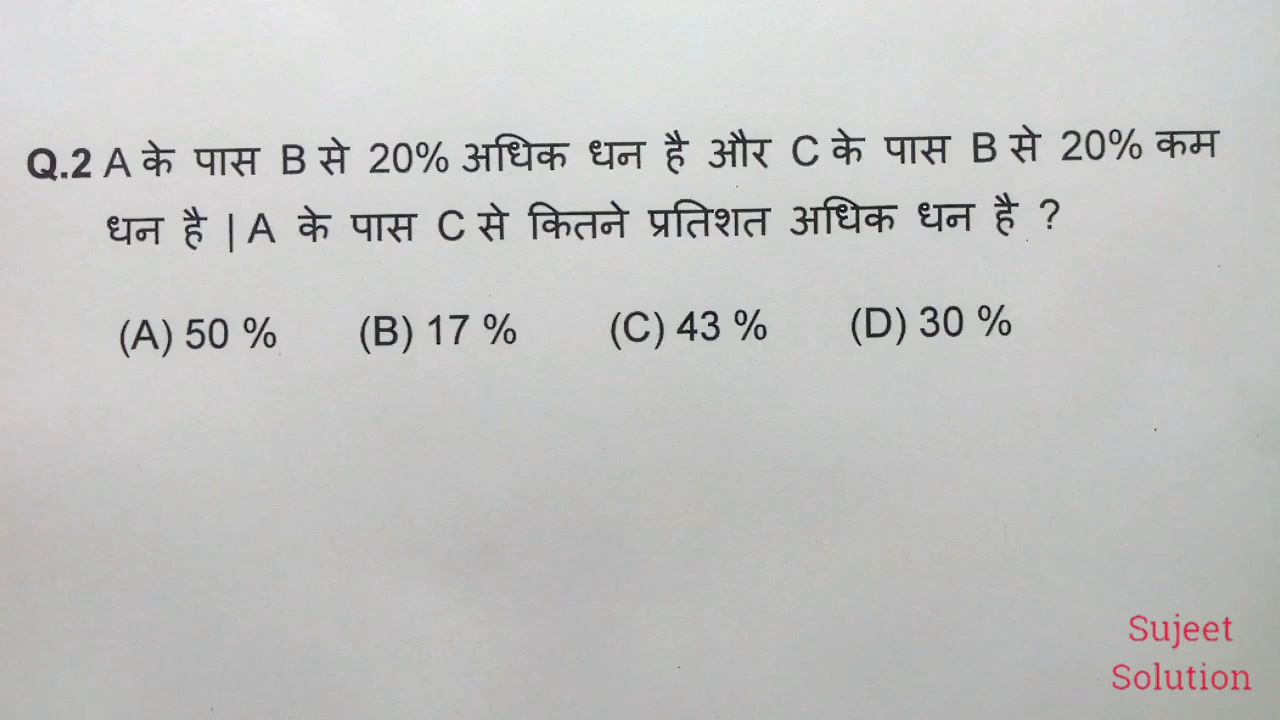 Q.2 A के पास B से 20% अधिक धन है और C के पास B से 20% कम
धन है | A के पास C से कितने प्रतिशत अधिक धन है ?
(A) 50 % (B) 17 % (C) 43 % (D) 30 %
Sujeet
Solution